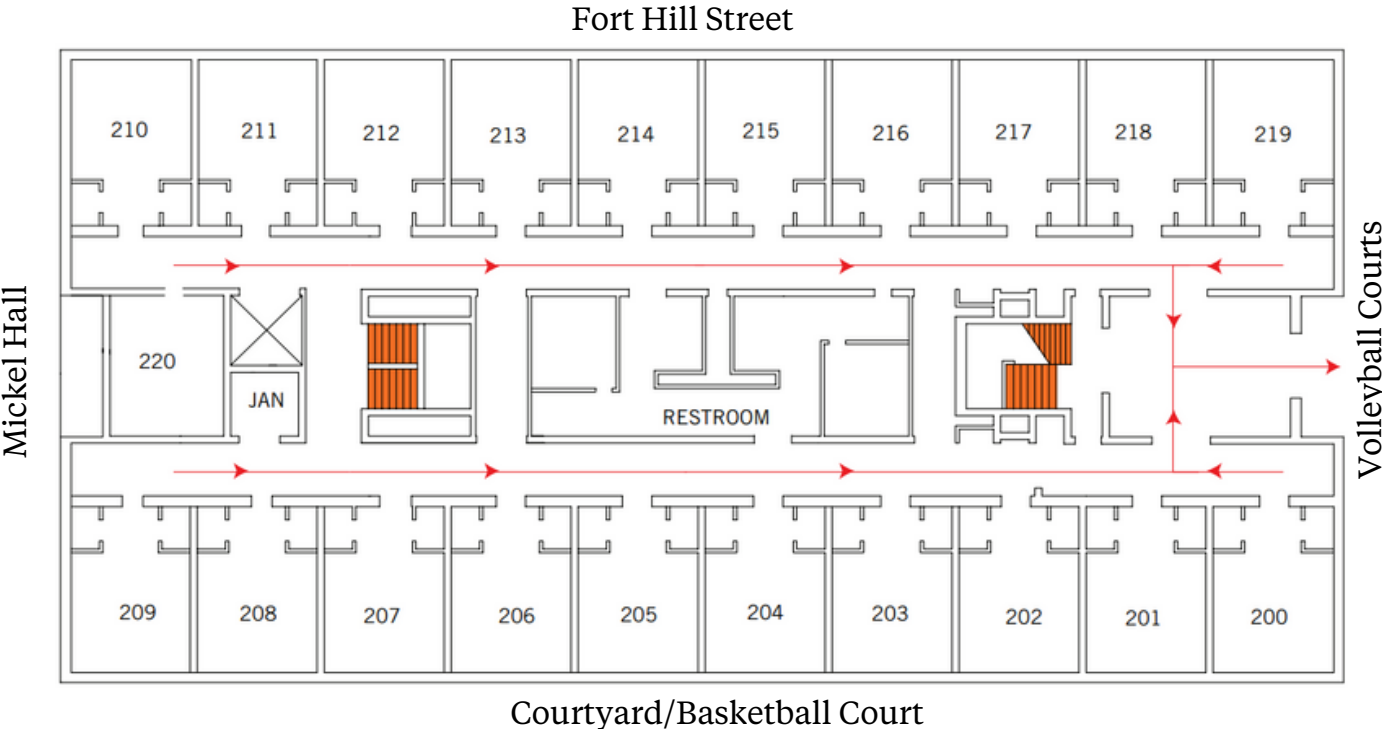 Fort Hill Street
210 211 212 213 214 215 216 217 218 219
Mickel Hall
220
JAN
RESTROOM
Volleyball Courts
209 208 207 206 205 204 203 202 201 200
Courtyard/Basketball Court